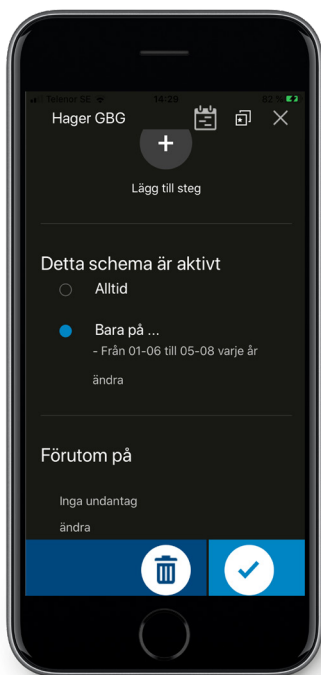 Telenor SE
14:29
82 %
Hager GBG
Lägg till steg
Detta schema är aktivt
Alltid
Bara på ...
- Från 01-06 till 05-08 varje år
ändra
Förutom på
Inga undantag
ändra